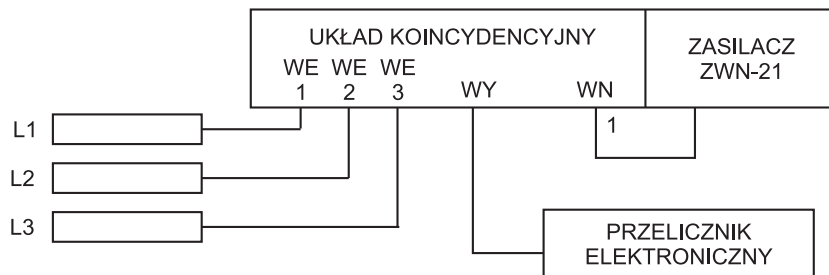 UKŁAD KOINCYDENCYJNY
ZASILACZ
ZWN-21
WE WE WE
1 2 3
WY
WN
1
L1
L2
L3
PRZELICZNIK
ELEKTRONICZNY